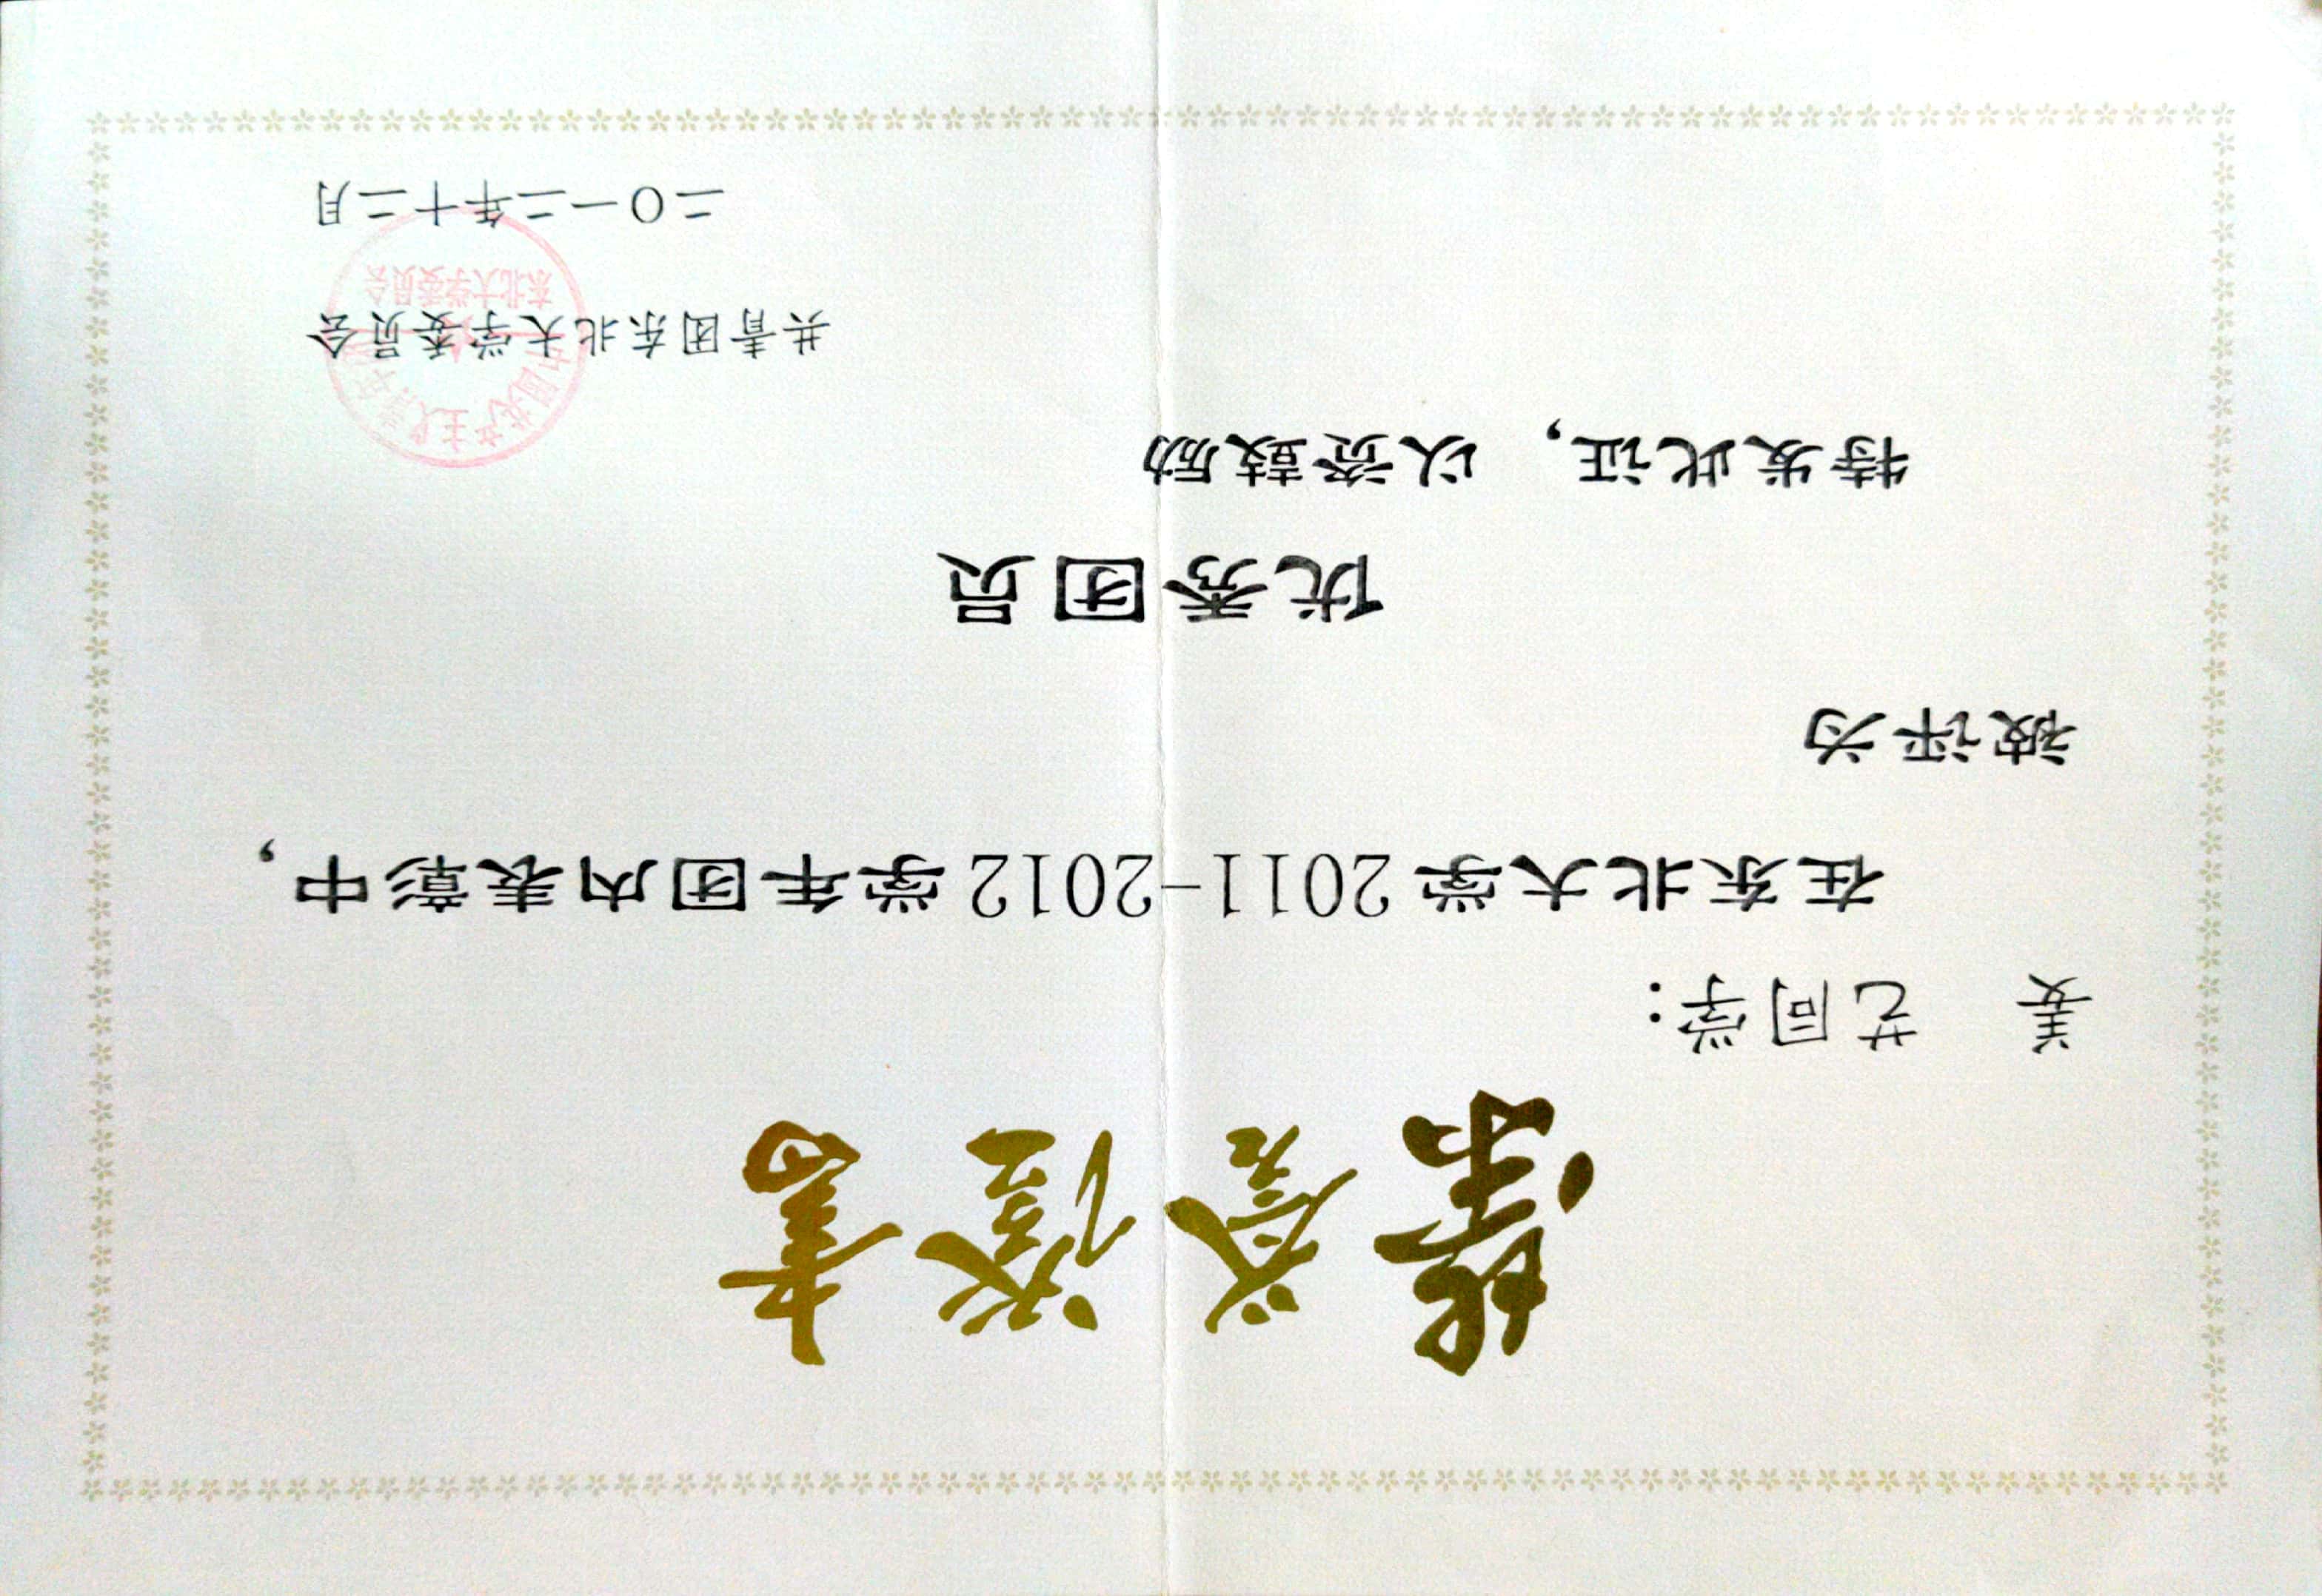 荣誉證書
姜　艺同学：
在东北大学2011-2012学年团内表彰中，
被评为
优秀团员
特发此证，以资鼓励
中国共产主义青年团
共青团东北大学委员会
东北大学委员会
二〇一二年十二月